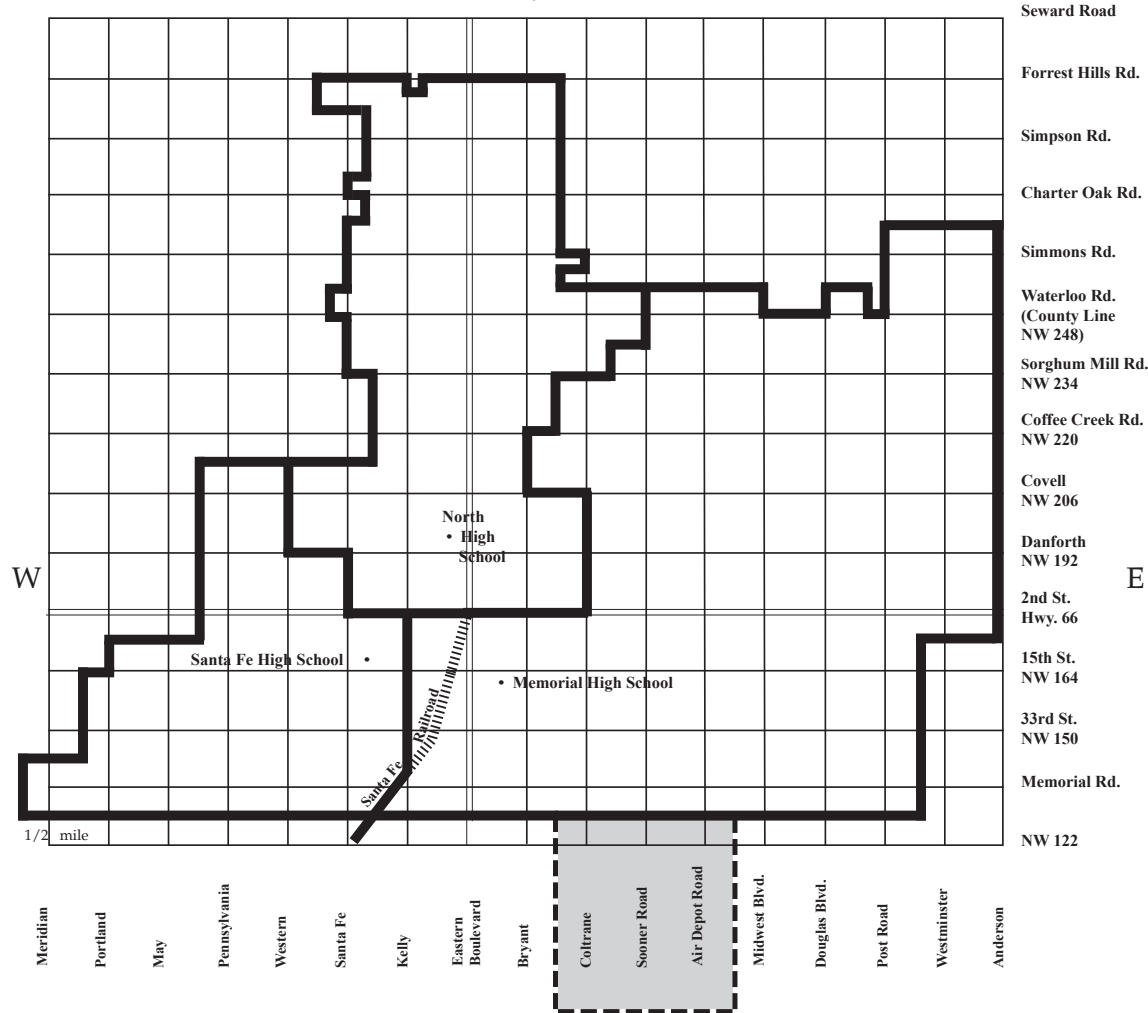 Seward Road
Forrest Hills Rd.
Simpson Rd.
Charter Oak Rd.
Simmons Rd.
Waterloo Rd.
(County Line
NW 248)
Sorghum Mill Rd.
NW 234
Coffee Creek Rd.
NW 220
Covell
NW 206
North
• High
School
Danforth
NW 192
W
E
2nd St.
Hwy. 66
Santa Fe High School •
15th St.
NW 164
• Memorial High School
33rd St.
NW 150
Santa Fe Railroad
Memorial Rd.
1/2 mile
NW 122
Meridian
Portland
May
Pennsylvania
Western
Santa Fe
Kelly
Eastern
Boulevard
Bryant
Coltrane
Sooner Road
Air Depot Road
Midwest Blvd.
Douglas Blvd.
Post Road
Westminster
Anderson